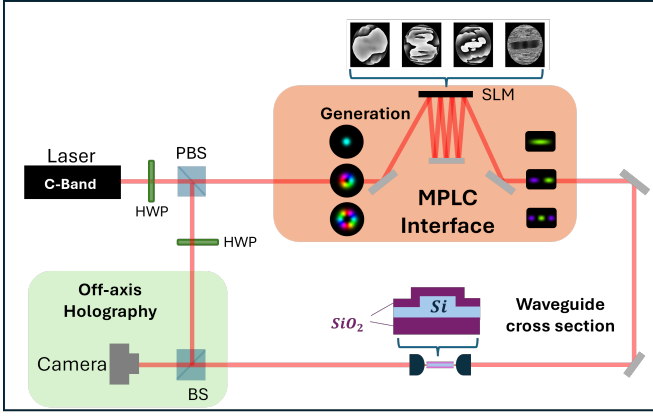 SLM
Generation
Laser
PBS
C-Band
HWP
MPLC
Interface
HWP
Off-axis
Holography
Si
SiO₂
Waveguide
cross section
Camera
BS